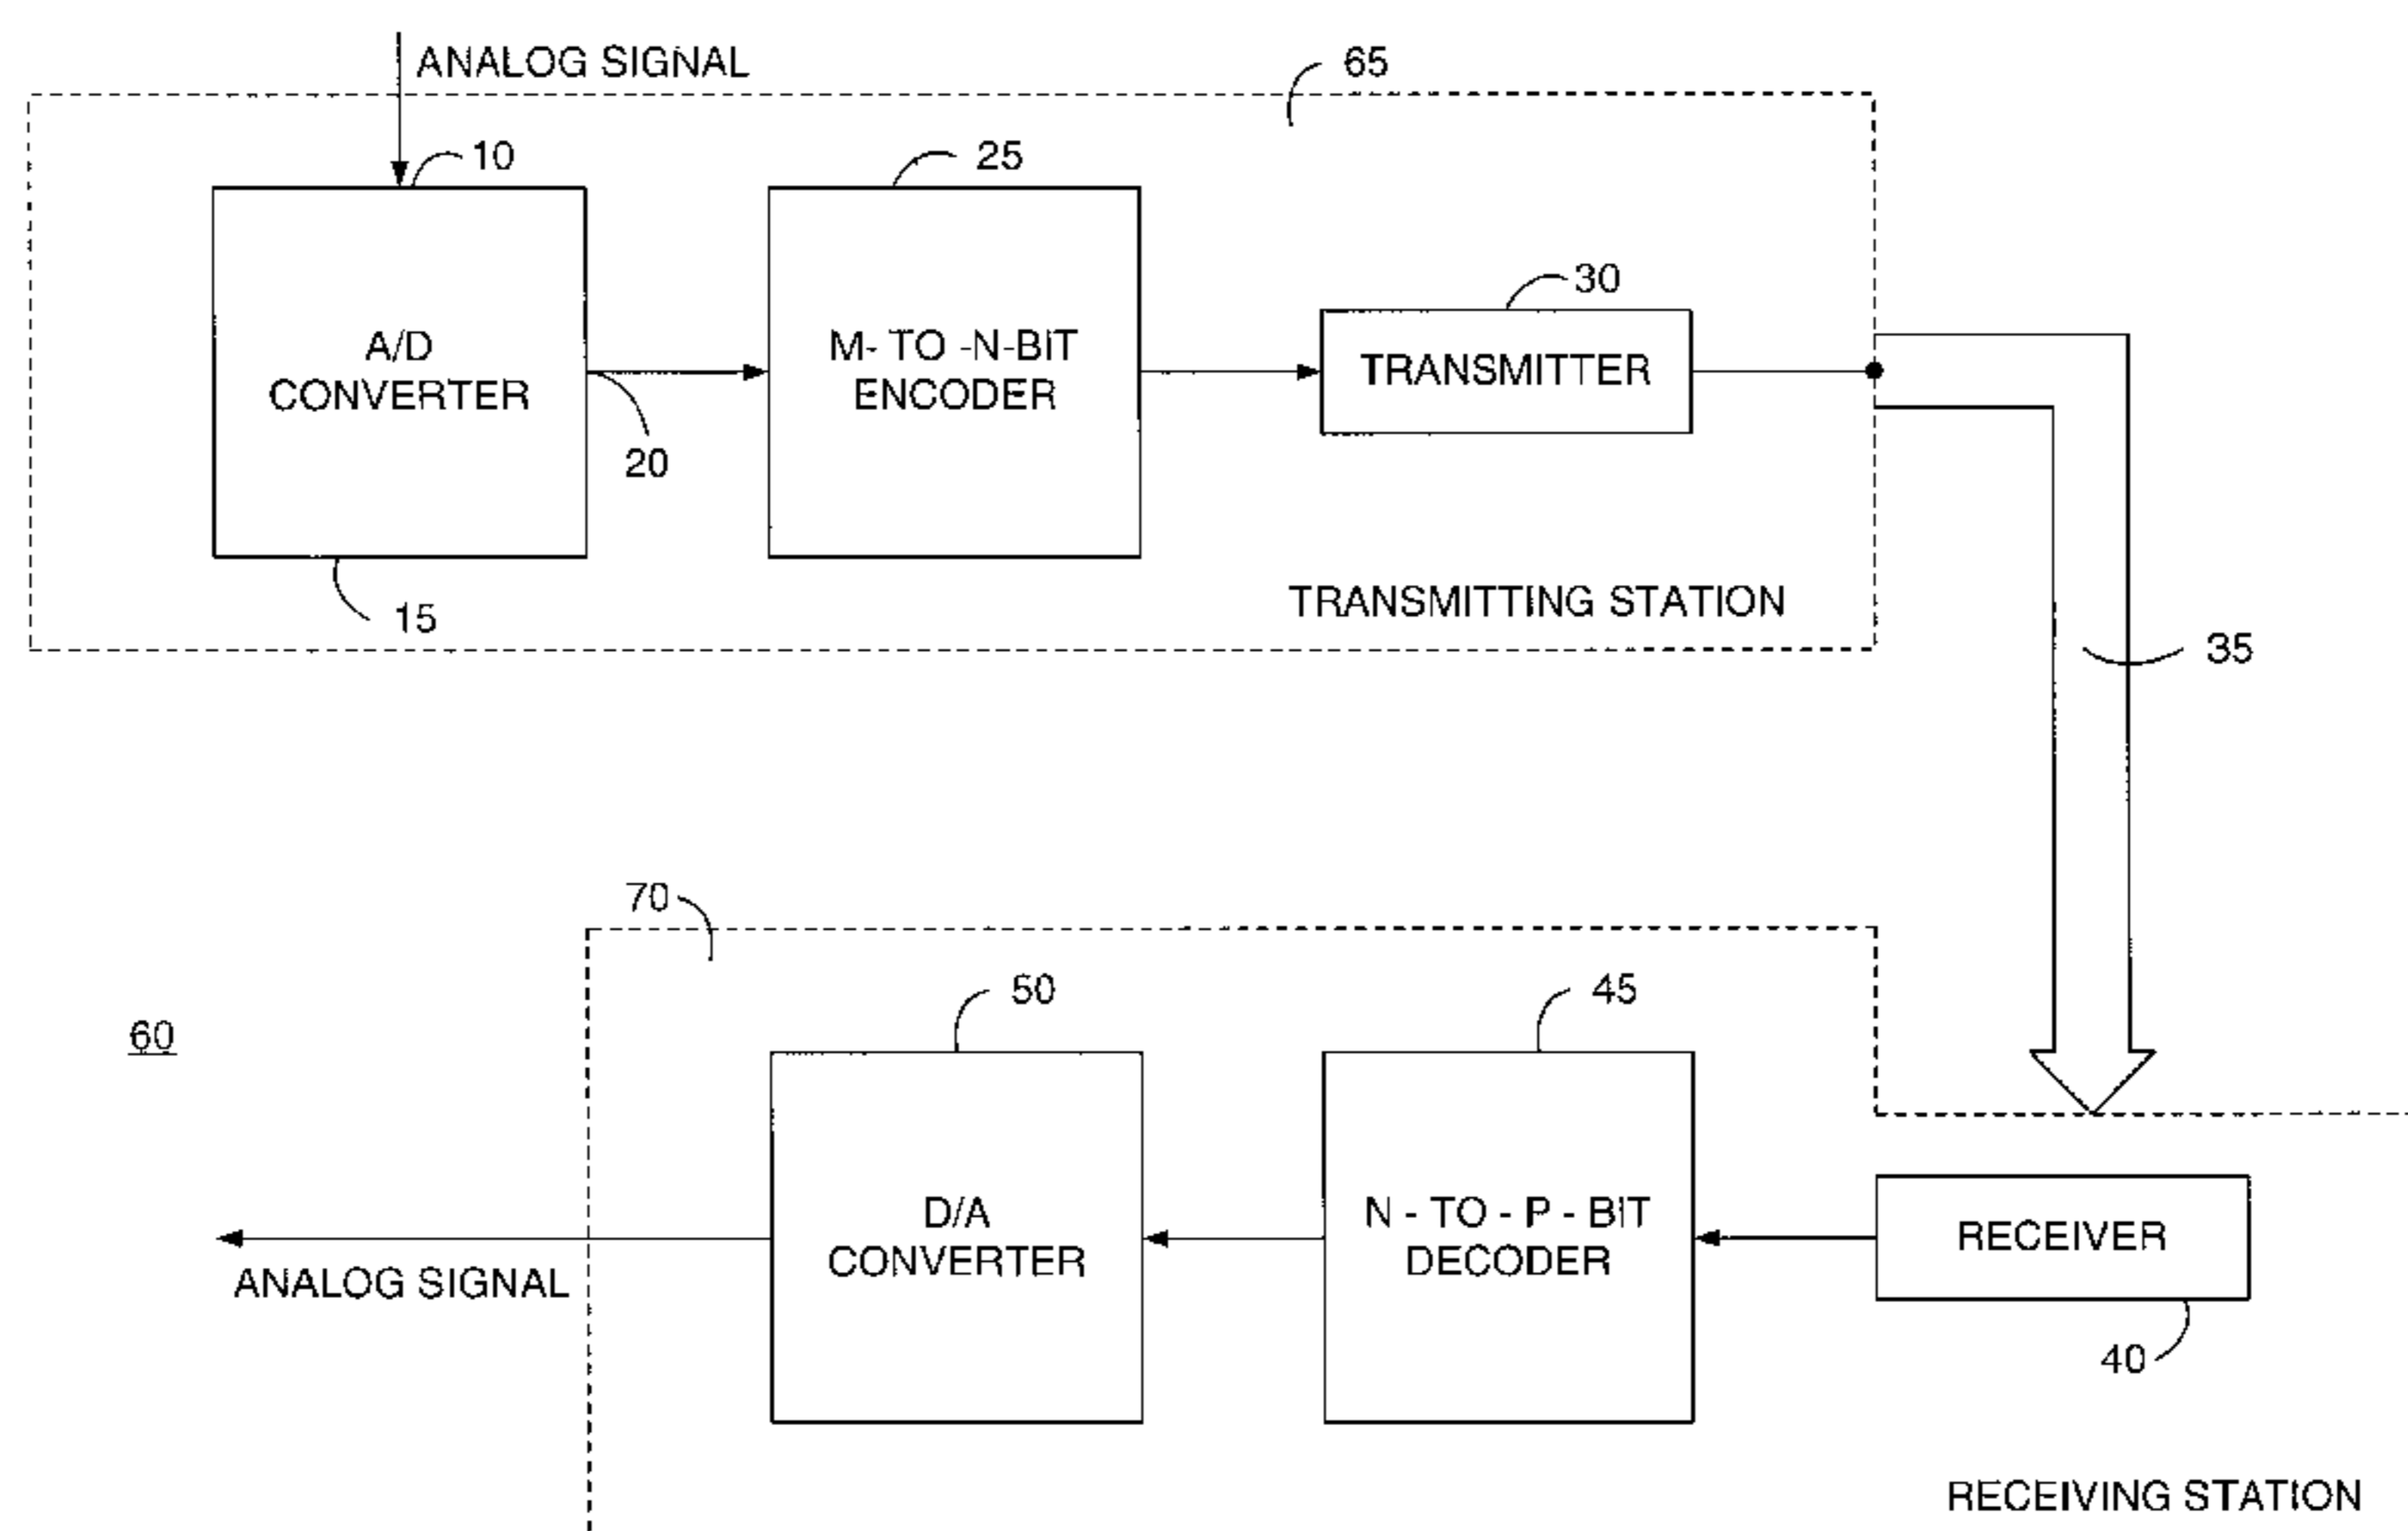 ANALOG SIGNAL
65
10
25
30
A/D
CONVERTER
M- TO -N-BIT
ENCODER
TRANSMITTER
20
15
TRANSMITTING STATION
35
70
50
45
60
D/A
CONVERTER
N - TO - P - BIT
DECODER
RECEIVER
ANALOG SIGNAL
40
RECEIVING STATION